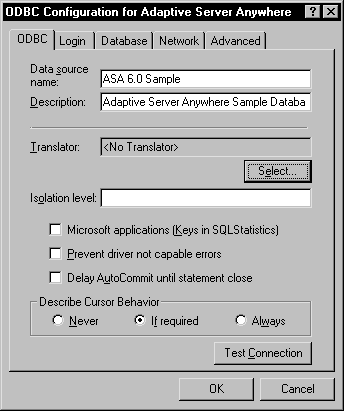 ODBC Configuration for Adaptive Server Anywhere
ODBC Login Database Network Advanced
Data source
name: ASA 6.0 Sample
Description: Adaptive Server Anywhere Sample Databa
Translator: <No Translator>
Select...
Isolation level:
Microsoft applications (Keys in SQLStatistics)
Prevent driver not capable errors
Delay AutoCommit until statement close
Describe Cursor Behavior
Never If required Always
Test Connection
OK Cancel